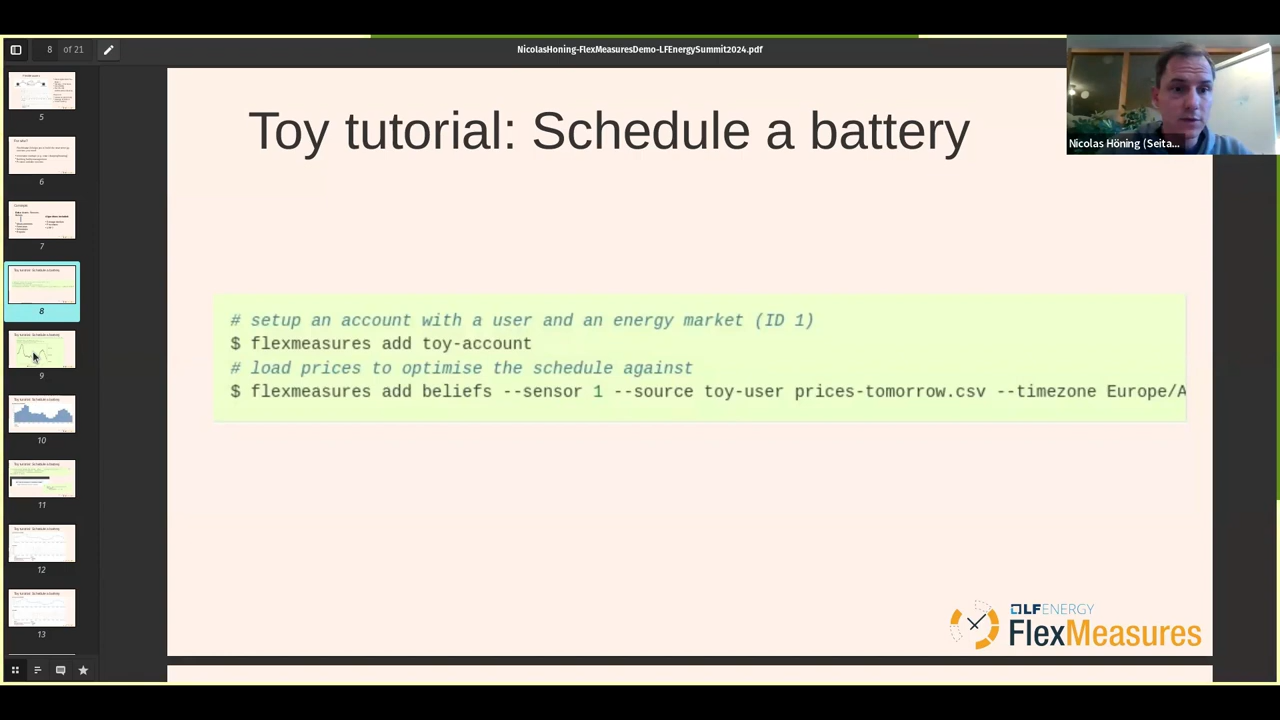 8 of 21
NicolasHoning-FlexMeasuresDemo-LFEnergySummit2024.pdf
Nicolas Höning (Seita...
5
6
7
8
9
10
11
12
13
Toy tutorial: Schedule a battery
# setup an account with a user and an energy market (ID 1)
$ flexmeasures add toy-account
# load prices to optimise the schedule against
$ flexmeasures add beliefs --sensor 1 --source toy-user prices-tomorrow.csv --timezone Europe/A
LF ENERGY
FlexMeasures